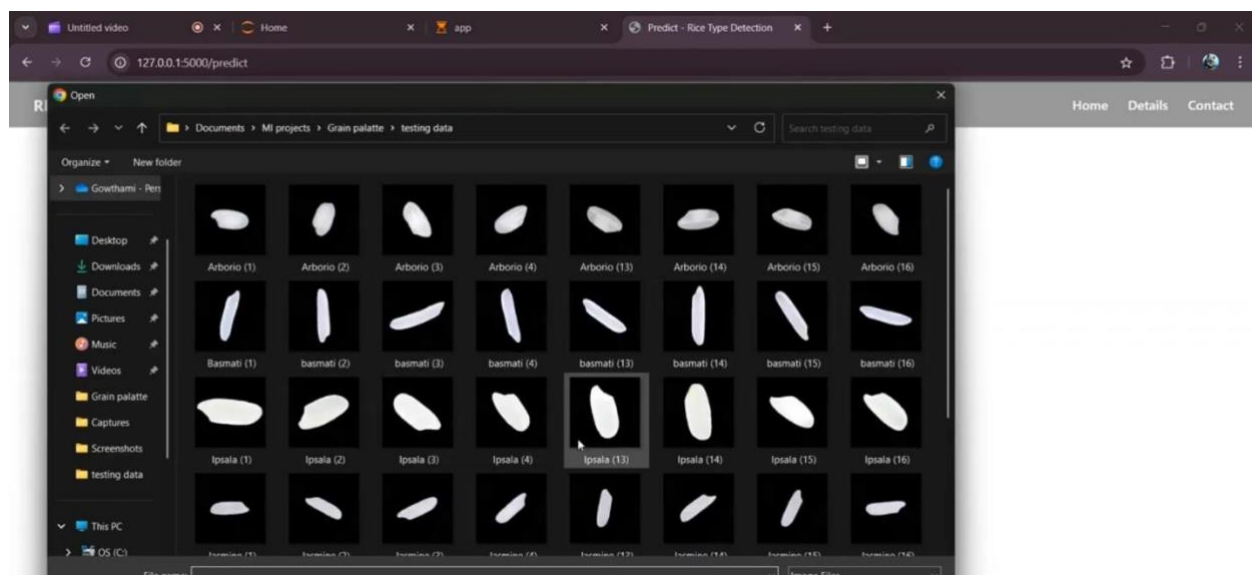 Untitled video
Home
app
Predict - Rice Type Detection
127.0.0.1:5000/predict
Open
Home Details Contact
Documents > Ml projects > Grain palatte > testing data
Search testing data
Organize New folder
Gowthami - Pers
Desktop
Downloads
Documents
Pictures
Music
Videos
Grain palatte
Captures
Screenshots
testing data
This PC
OS (C:)
Arborio (1) Arborio (2) Arborio (3) Arborio (4) Arborio (13) Arborio (14) Arborio (15) Arborio (16)
Basmati (1) basmati (2) basmati (3) basmati (4) basmati (13) basmati (14) basmati (15) basmati (16)
Ipsala (1) Ipsala (2) Ipsala (3) Ipsala (4) Ipsala (13) Ipsala (14) Ipsala (15) Ipsala (16)